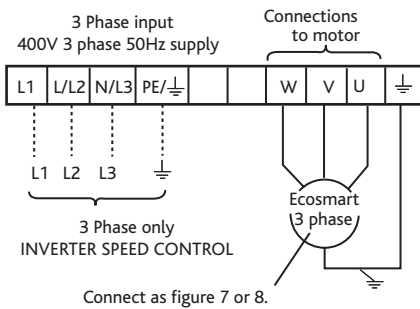 3 Phase input
400V 3 phase 50Hz supply
Connections
to motor
L1 L/L2 N/L3 PE/⏚ W V U ⏚
L1 L2 L3 ⏚
3 Phase only
INVERTER SPEED CONTROL
Ecosmart
3 phase
Connect as figure 7 or 8.